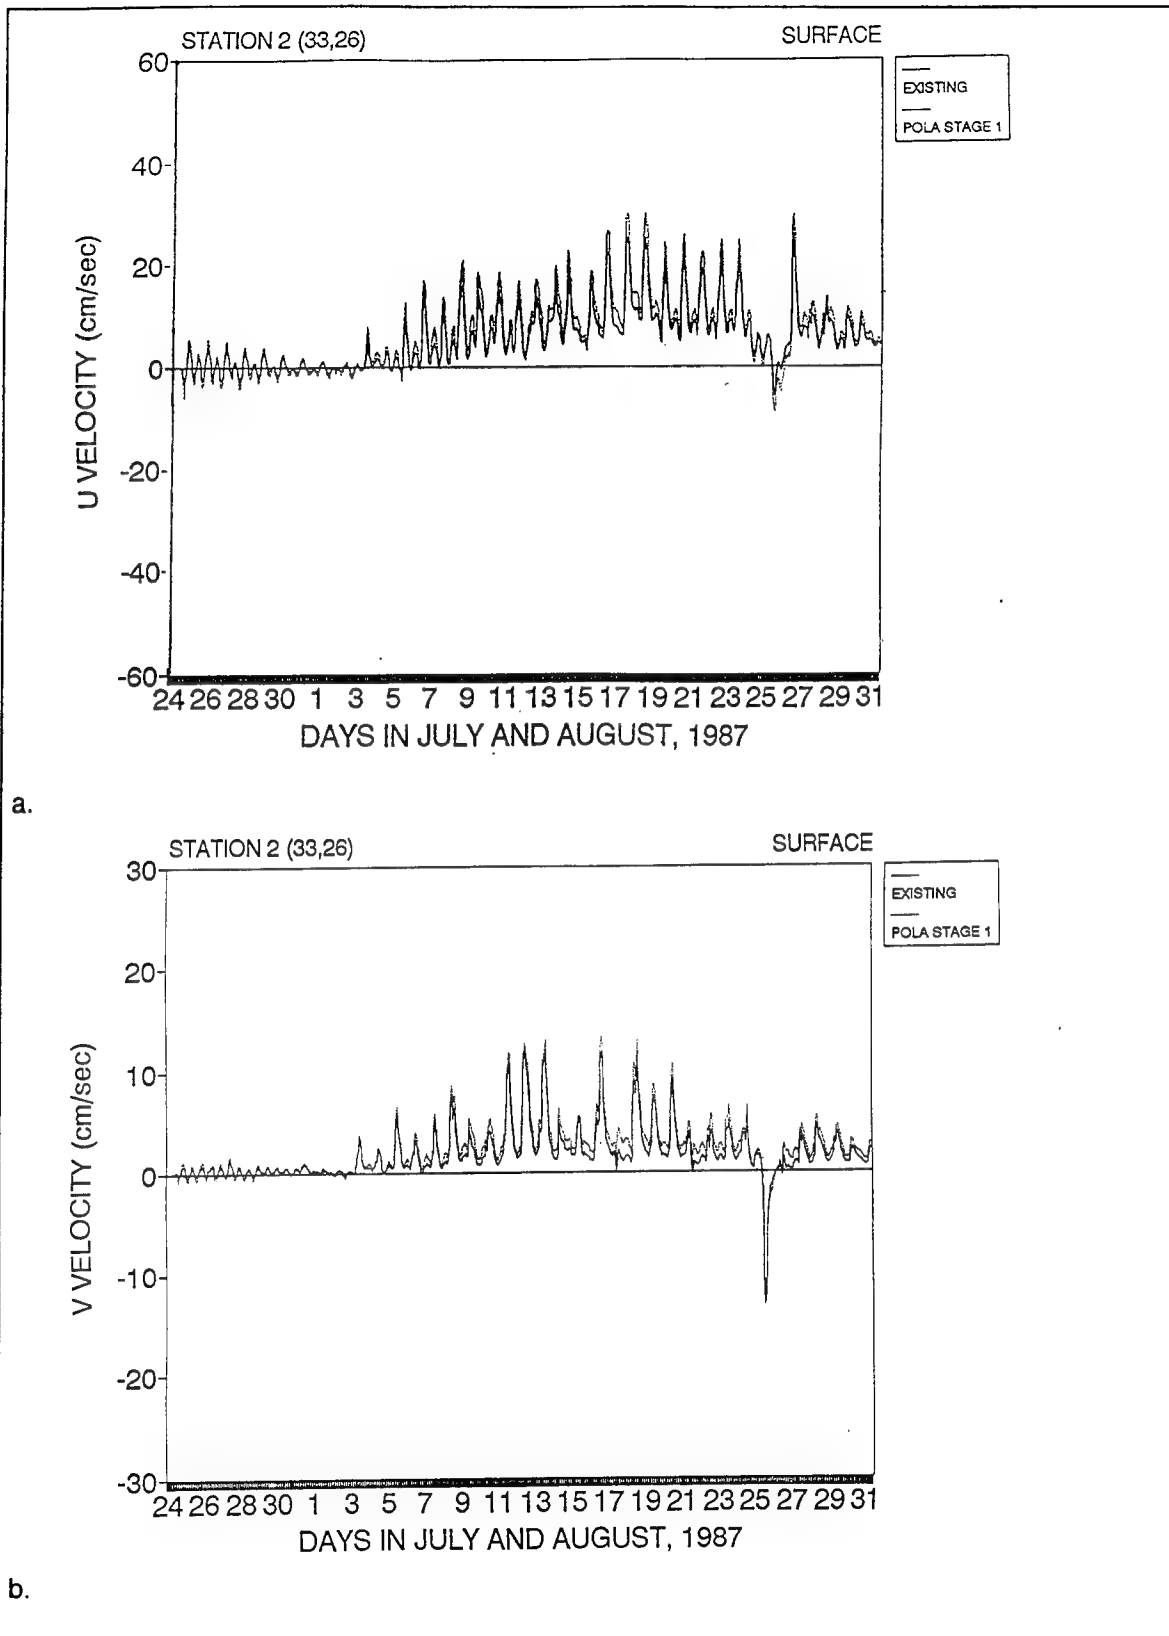 STATION 2 (33,26) SURFACE
EXISTING
POLA STAGE 1
60
40
20
0
-20
-40
-60
U VELOCITY (cm/sec)
24 26 28 30 1 3 5 7 9 11 13 15 17 19 21 23 25 27 29 31
DAYS IN JULY AND AUGUST, 1987
a.
STATION 2 (33,26) SURFACE
EXISTING
POLA STAGE 1
30
20
10
0
-10
-20
-30
V VELOCITY (cm/sec)
24 26 28 30 1 3 5 7 9 11 13 15 17 19 21 23 25 27 29 31
DAYS IN JULY AND AUGUST, 1987
b.